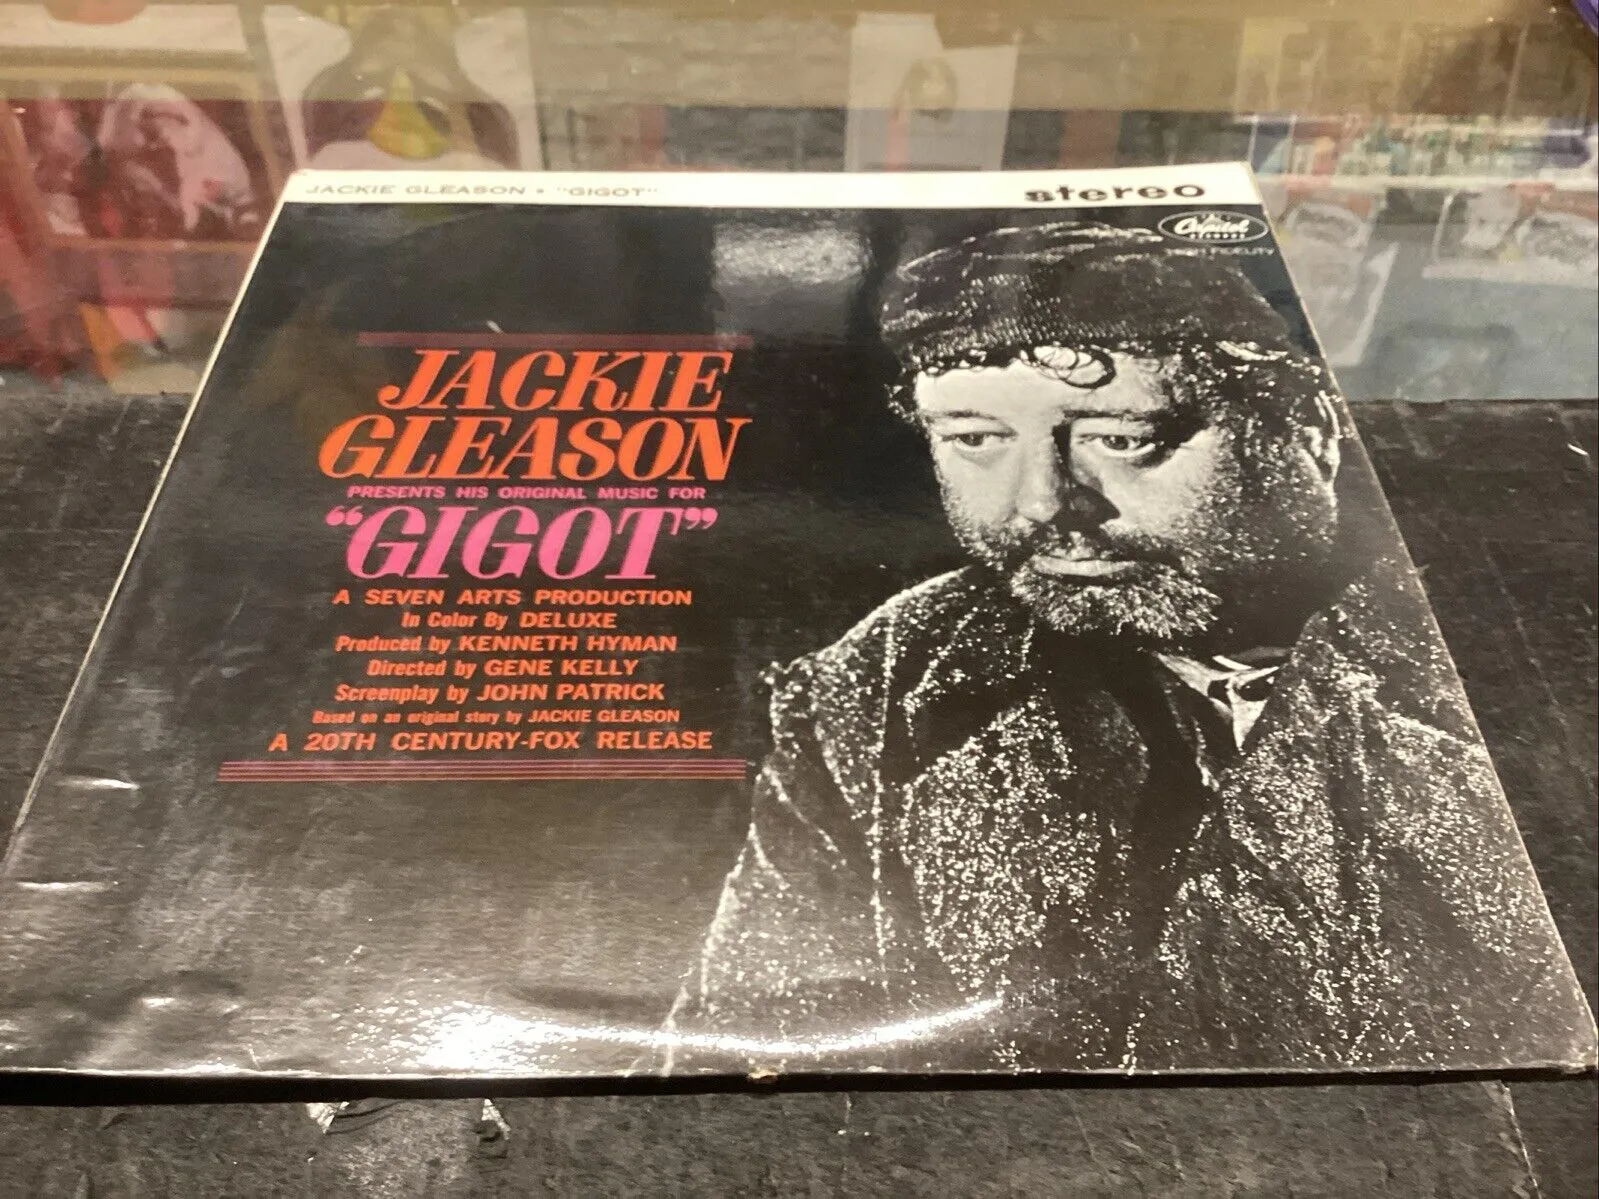 JACKIE GLEASON • "GIGOT"
stereo
Capitol
RECORDS
JACKIE
GLEASON
PRESENTS HIS ORIGINAL MUSIC FOR
“GIGOT”
A SEVEN ARTS PRODUCTION
In Color By DELUXE
Produced by KENNETH HYMAN
Directed by GENE KELLY
Screenplay by JOHN PATRICK
Based on an original story by JACKIE GLEASON
A 20TH CENTURY-FOX RELEASE